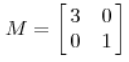 M = [ 3 0
0 1 ]